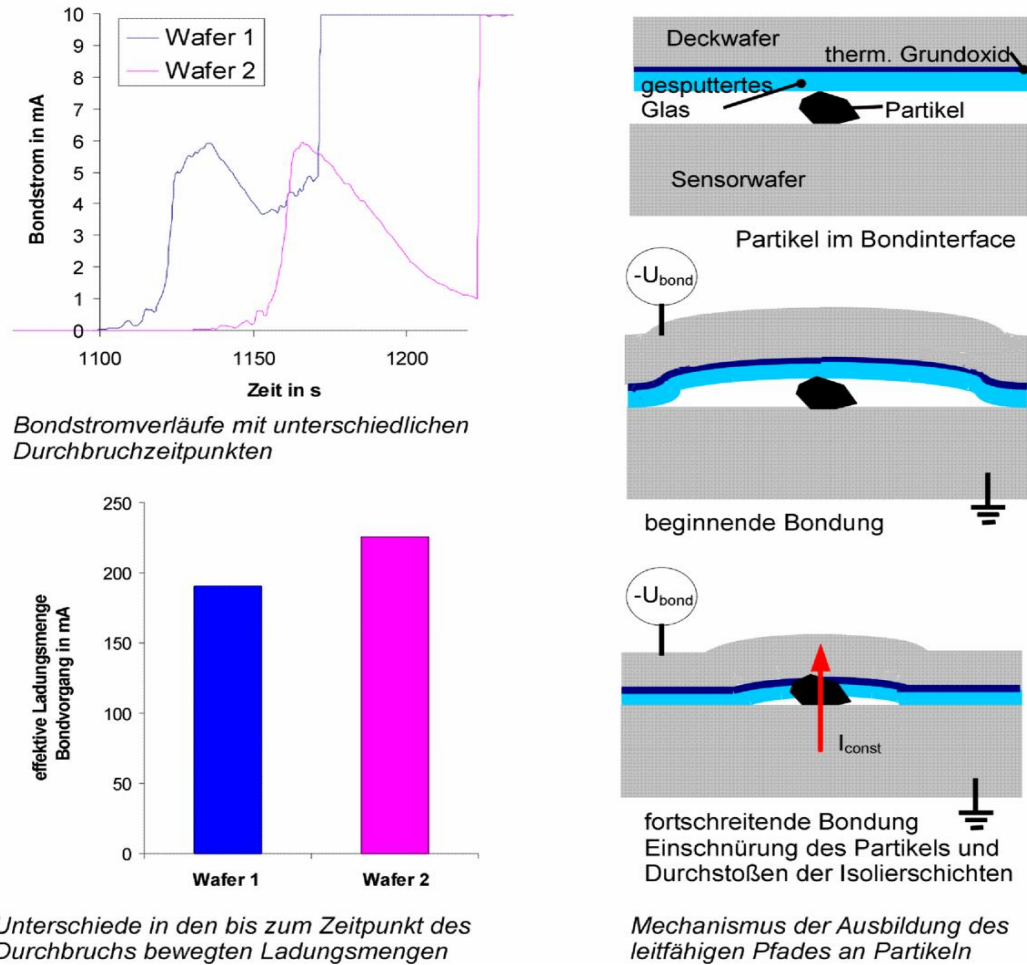 10
9
8
7
6
5
4
3
2
1
0
Bondstrom in mA
Wafer 1
Wafer 2
1100 1150 1200
Zeit in s
Bondstromverläufe mit unterschiedlichen
Durchbruchzeitpunkten
250
200
150
100
50
0
effektive Ladungsmenge
Bondvorgang in mA
Wafer 1 Wafer 2
Unterschiede in den bis zum Zeitpunkt des
Durchbruchs bewegten Ladungsmengen
Deckwafer
therm. Grundoxid
gesputtertes
Glas
Partikel
Sensorwafer
Partikel im Bondinterface
-Ubond
beginnende Bondung
-Ubond
Iconst
fortschreitende Bondung
Einschnürung des Partikels und
Durchstoßen der Isolierschichten
Mechanismus der Ausbildung des
leitfähigen Pfades an Partikeln